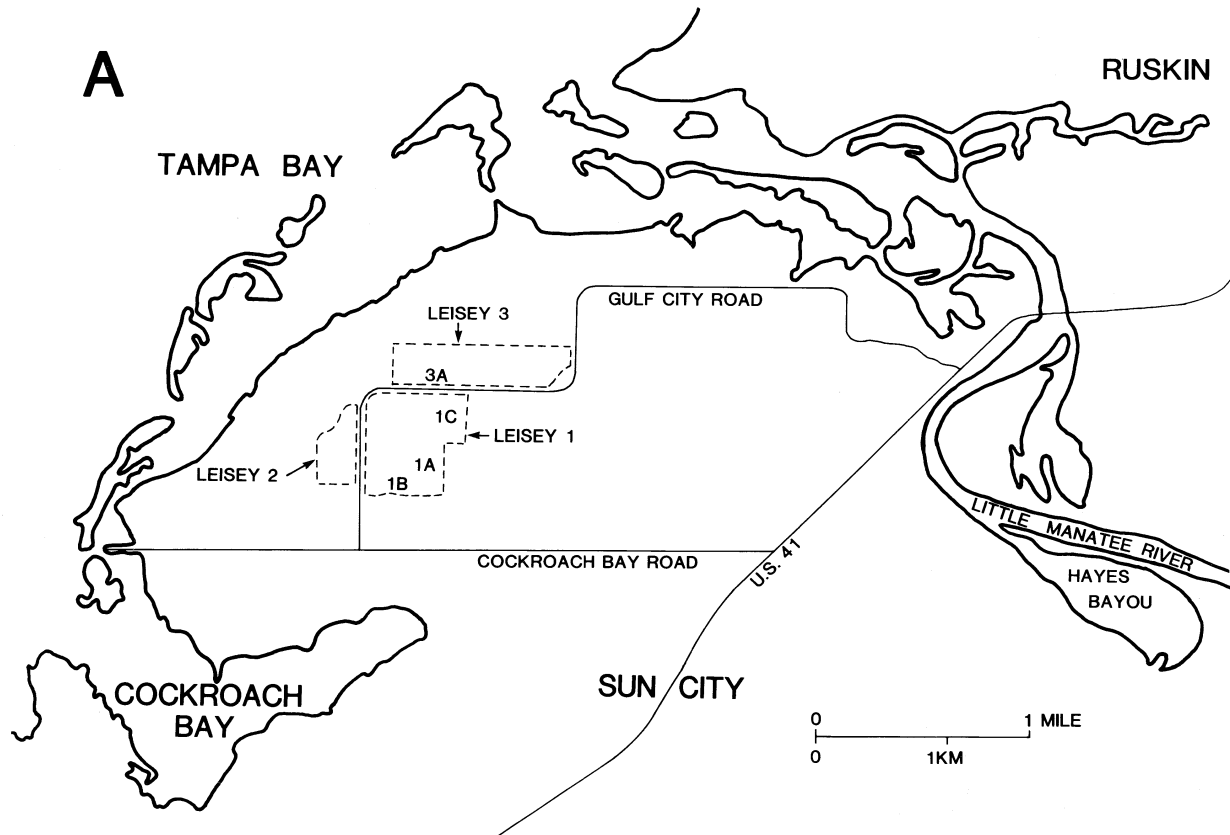 A
RUSKIN
TAMPA BAY
GULF CITY ROAD
LEISEY 3
3A
1C
LEISEY 1
1A
LEISEY 2
1B
LITTLE MANATEE RIVER
COCKROACH BAY ROAD
U.S. 41
HAYES
BAYOU
SUN CITY
COCKROACH
BAY
0 1 MILE
0 1KM